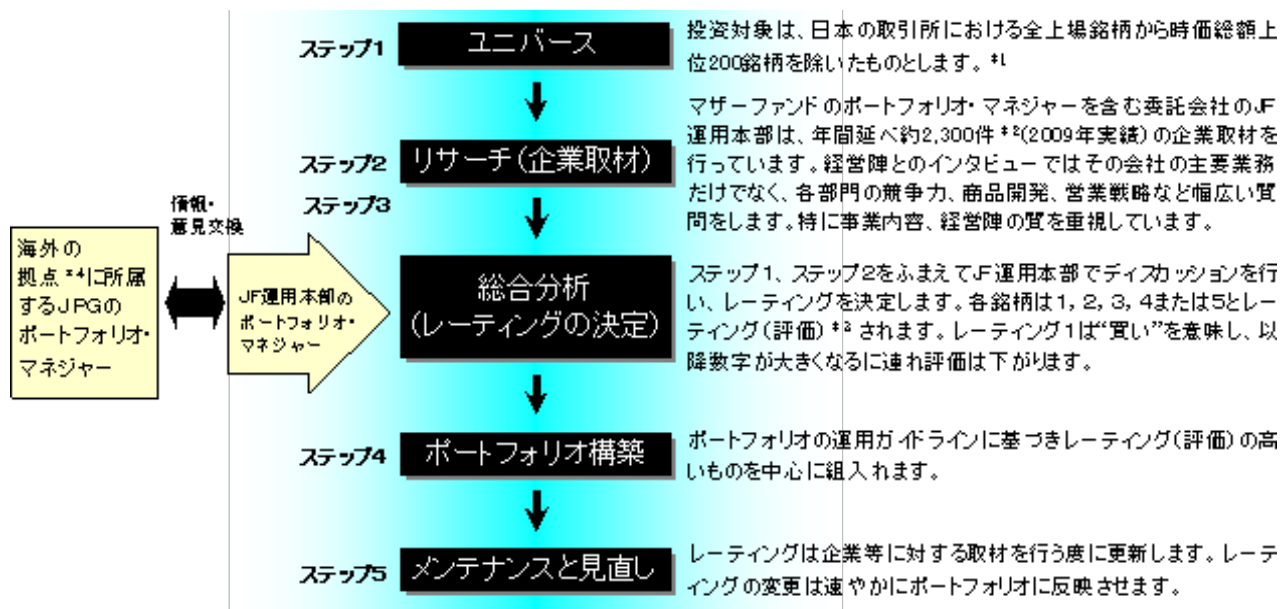 ステップ1
ユニバース
投資対象は、日本の取引所における全上場銘柄から時価総額上
位200銘柄を除いたものとします。*1
ステップ2
リサーチ(企業取材)
マザーファンドのポートフォリオ・マネジャーを含む委託会社のJF
運用本部は、年間延べ約2,300件*2(2009年実績)の企業取材を
行っています。経営陣とのインタビューではその会社の主要業務
だけでなく、各部門の競争力、商品開発、営業戦略など幅広い質
問をします。特に事業内容、経営陣の質を重視しています。
ステップ3
情報・
意見交換
海外の
拠点*4に所属
するJPGの
ポートフォリオ・
マネジャー
JF運用本部の
ポートフォリオ・
マネジャー
総合分析
(レーティングの決定)
ステップ1、ステップ2をふまえてJF運用本部でディスカッションを行
い、レーティングを決定します。各銘柄は1, 2, 3, 4または5とレー
ティング(評価)*3 されます。レーティング1は“買い”を意味し、以
降数字が大きくなるに連れ評価は下がります。
ステップ4
ポートフォリオ構築
ポートフォリオの運用ガイドラインに基づきレーティング(評価)の高
いものを中心に組入れます。
ステップ5
メンテナンスと見直し
レーティングは企業等に対する取材を行う度に更新します。レーテ
ィングの変更は速やかにポートフォリオに反映させます。